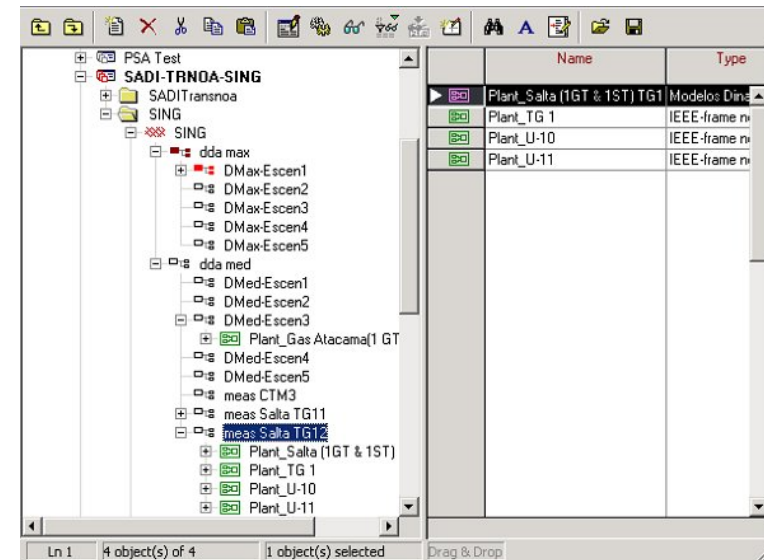 PSA Test
SADI-TRNOA-SING
SADITransnoa
SING
SING
dda max
DMax-Escen1
DMax-Escen2
DMax-Escen3
DMax-Escen4
DMax-Escen5
dda med
DMed-Escen1
DMed-Escen2
DMed-Escen3
Plant_Gas Atacama(1 GT
DMed-Escen4
DMed-Escen5
meas CTM3
meas Salta TG11
meas Salta TG12
Plant_Salta (1GT & 1ST)
Plant_TG 1
Plant_U-10
Plant_U-11
Name Type
Plant_Salta (1GT & 1ST) TG1 Modelos Dina
Plant_TG 1 IEEE-frame n
Plant_U-10 IEEE-frame n
Plant_U-11 IEEE-frame n
Ln 1 4 object(s) of 4 1 object(s) selected Drag & Drop